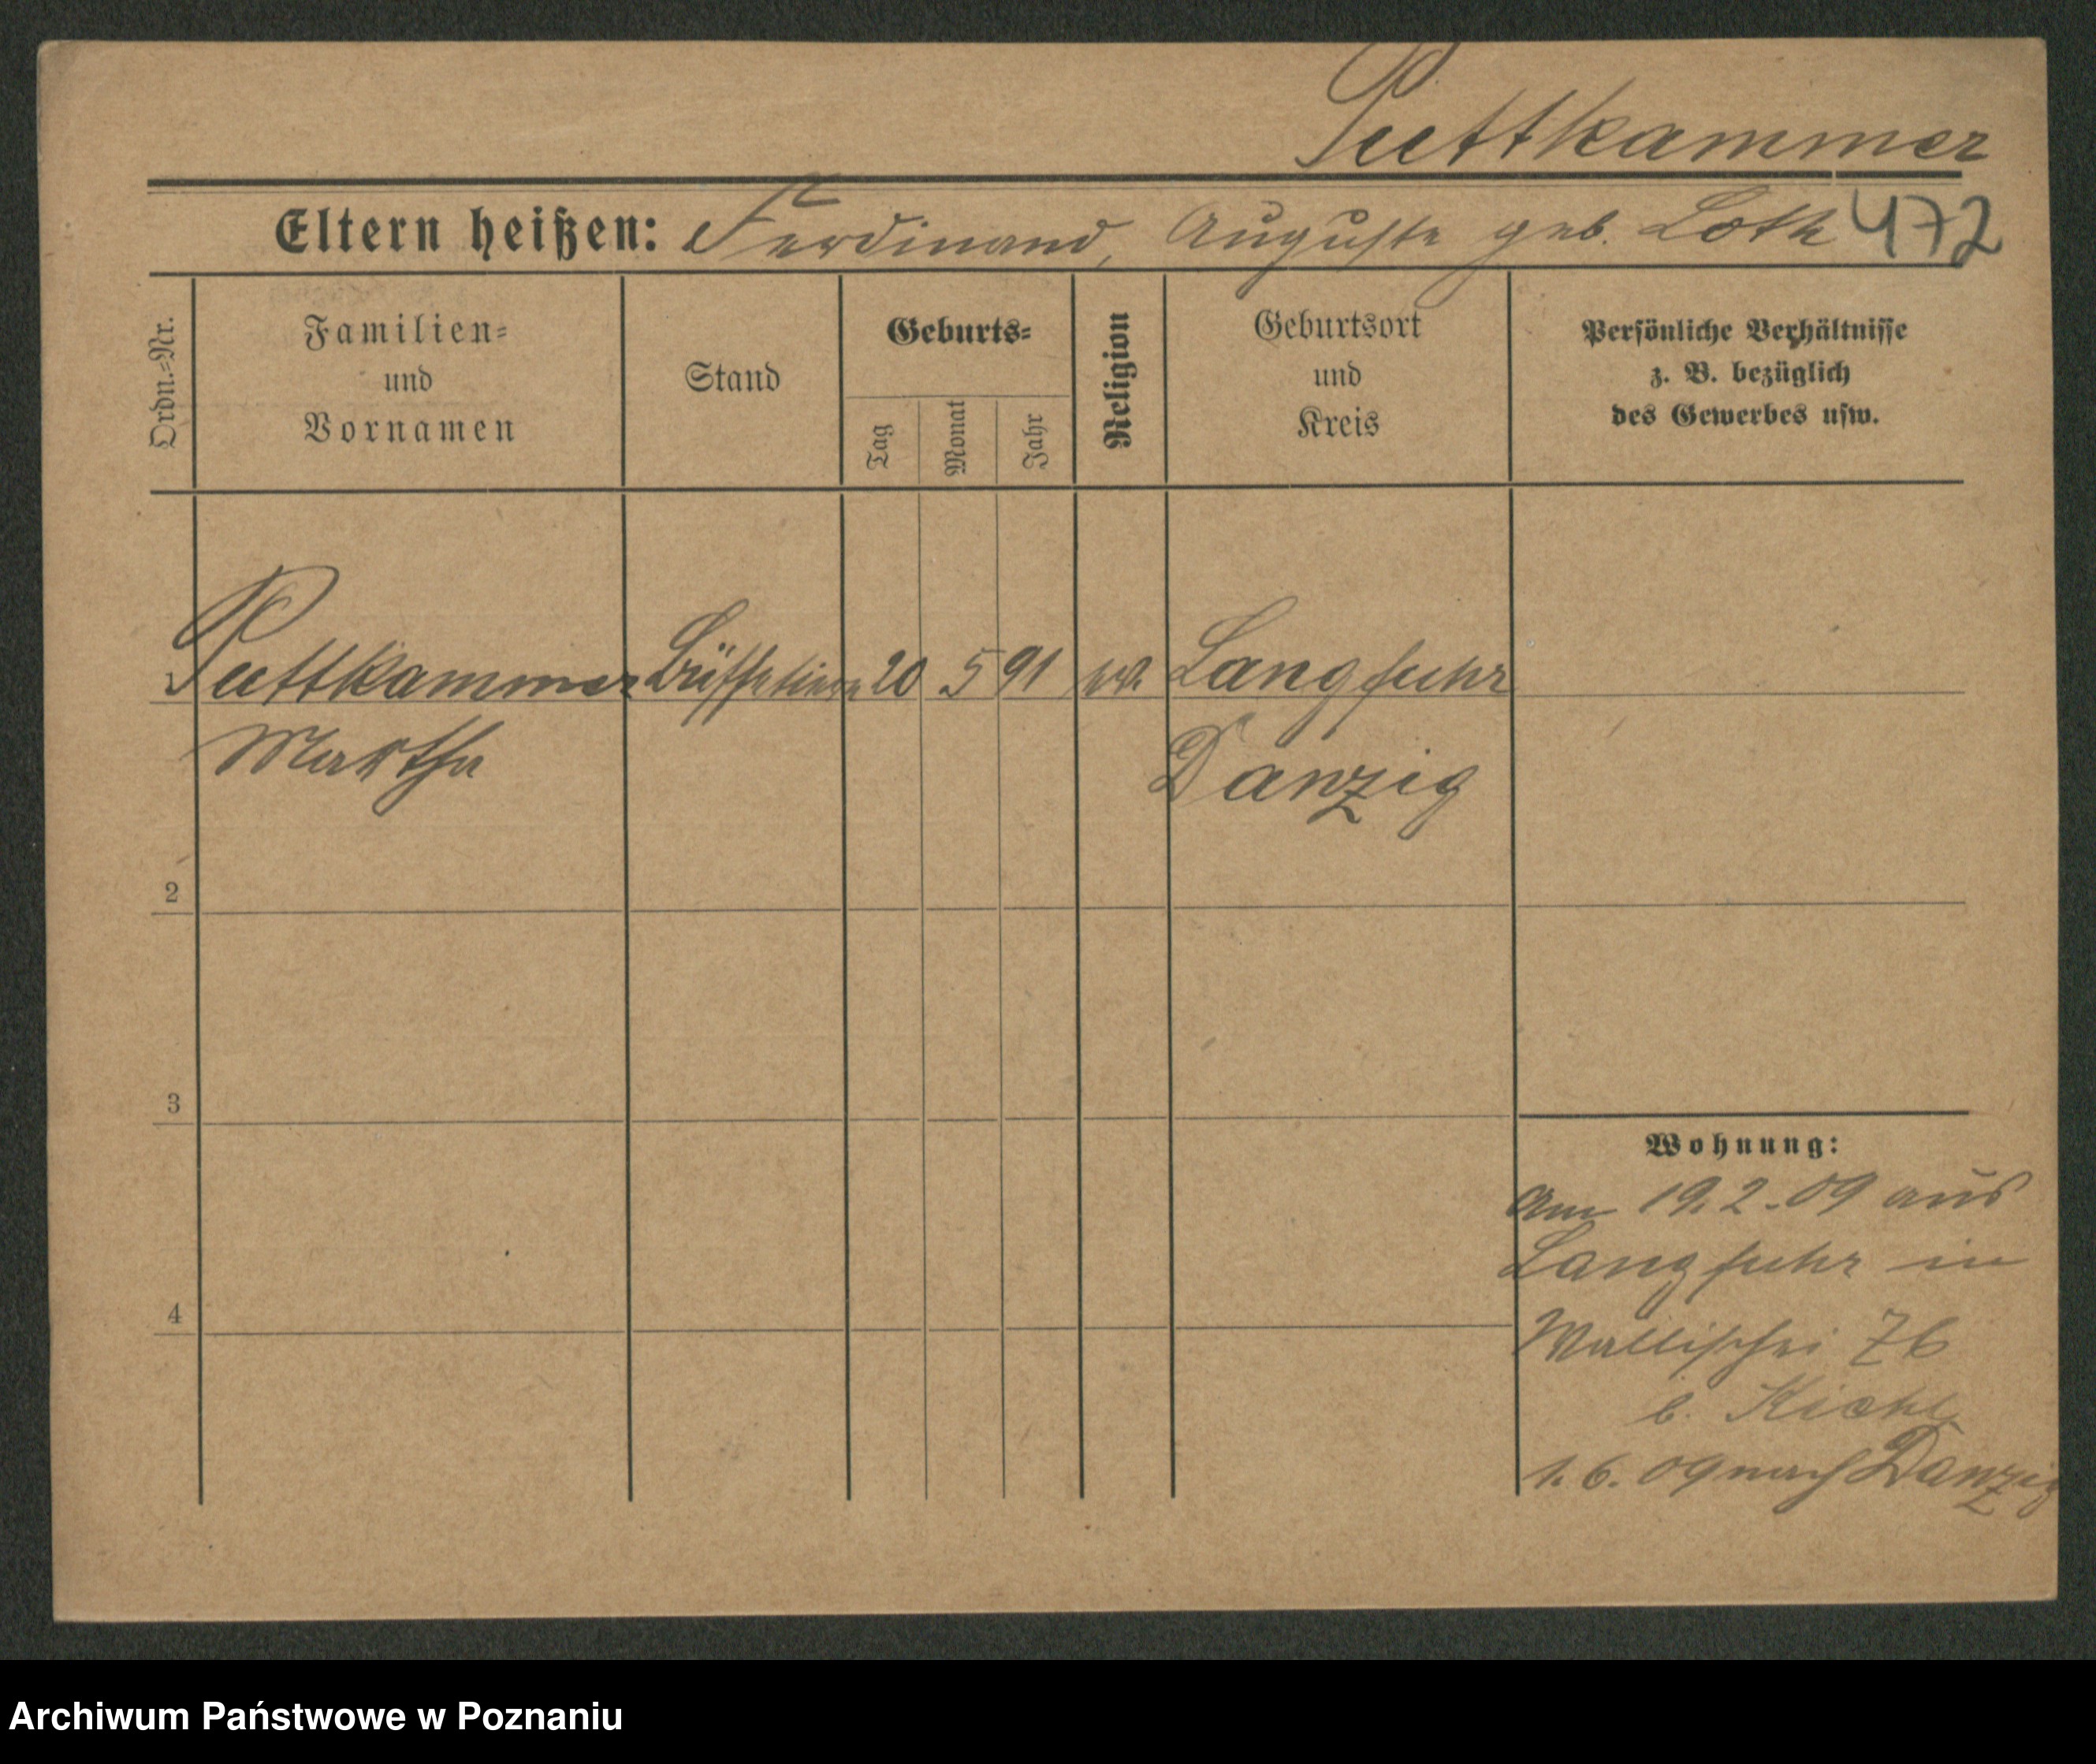 Puttkammer
Eltern heißen: Ferdinand, Auguste geb. Loth 472
Ordn.=Nr.
Familien=
und
Vornamen
Stand
Geburts=
Tag
Monat
Jahr
Religion
Geburtsort
und
Kreis
Persönliche Verhältnisse
z. B. bezüglich
des Gewerbes usw.
Puttkammer Büffetiere 20 5 91 ev. Langfuhr
Martha Danzig
2
3
4
Wohnung:
Am 19.2.09 aus
Langfuhr in
Wallischei 76
b.
1.6.09 nach Danzig
Archiwum Państwowe w Poznaniu